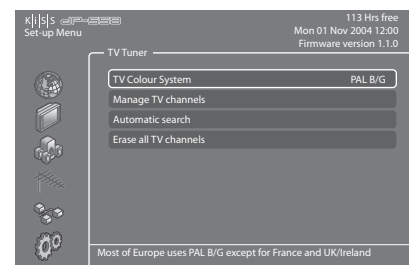 KiSS DP-558
113 Hrs free
Set-up Menu
Mon 01 Nov 2004 12:00
Firmware version 1.1.0
TV Tuner
TV Colour System PAL B/G
Manage TV channels
Automatic search
Erase all TV channels
Most of Europe uses PAL B/G except for France and UK/Ireland